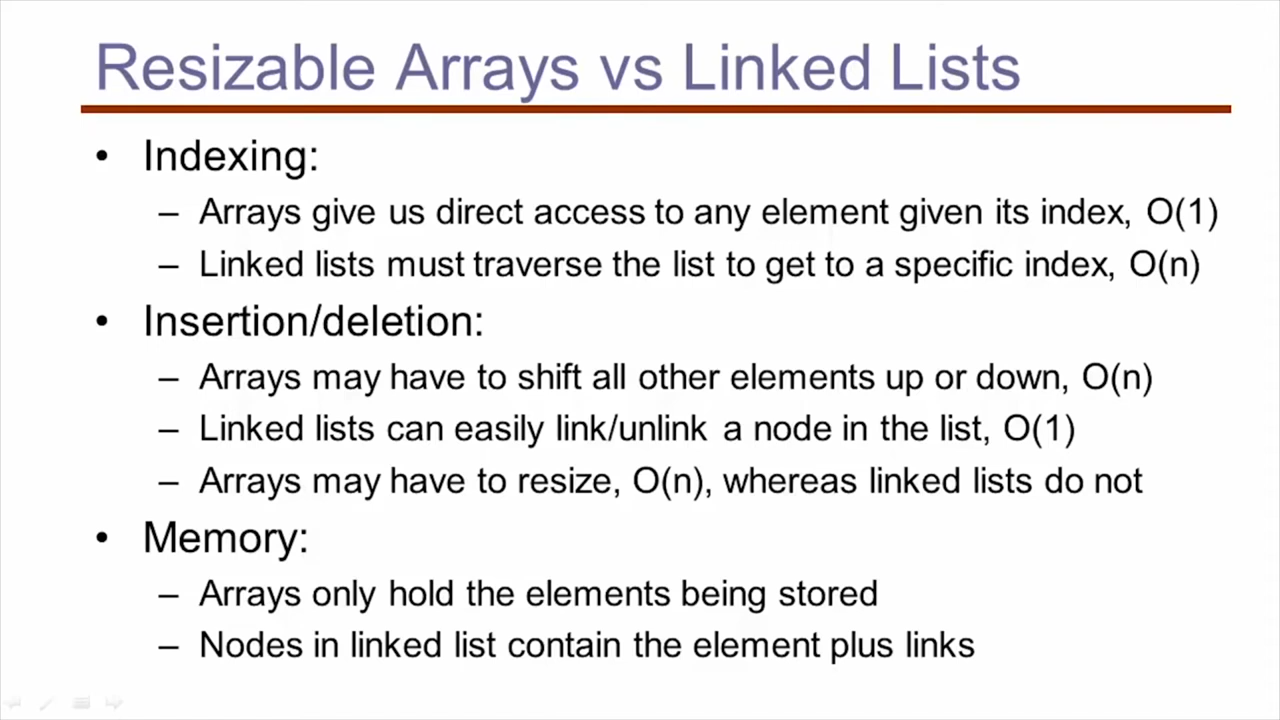 Resizable Arrays vs Linked Lists
• Indexing:
– Arrays give us direct access to any element given its index, O(1)
– Linked lists must traverse the list to get to a specific index, O(n)
• Insertion/deletion:
– Arrays may have to shift all other elements up or down, O(n)
– Linked lists can easily link/unlink a node in the list, O(1)
– Arrays may have to resize, O(n), whereas linked lists do not
• Memory:
– Arrays only hold the elements being stored
– Nodes in linked list contain the element plus links